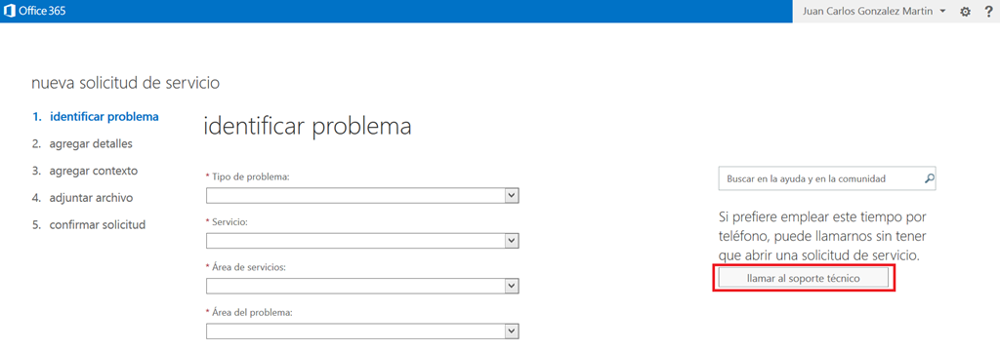 Office 365
Juan Carlos Gonzalez Martin
?
nueva solicitud de servicio
1. identificar problema
2. agregar detalles
3. agregar contexto
4. adjuntar archivo
5. confirmar solicitud
identificar problema
* Tipo de problema:
* Servicio:
* Área de servicios:
* Área del problema:
Buscar en la ayuda y en la comunidad
Si prefiere emplear este tiempo por
teléfono, puede llamarnos sin tener
que abrir una solicitud de servicio.
llamar al soporte técnico